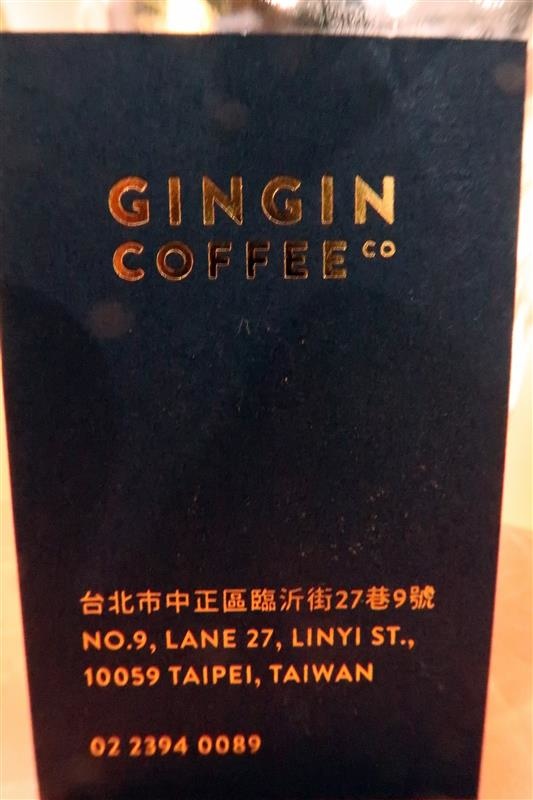 GINGIN
COFFEE CO
台北市中正區臨沂街27巷9號
NO.9, LANE 27, LINYI ST.,
10059 TAIPEI, TAIWAN
02 2394 0089